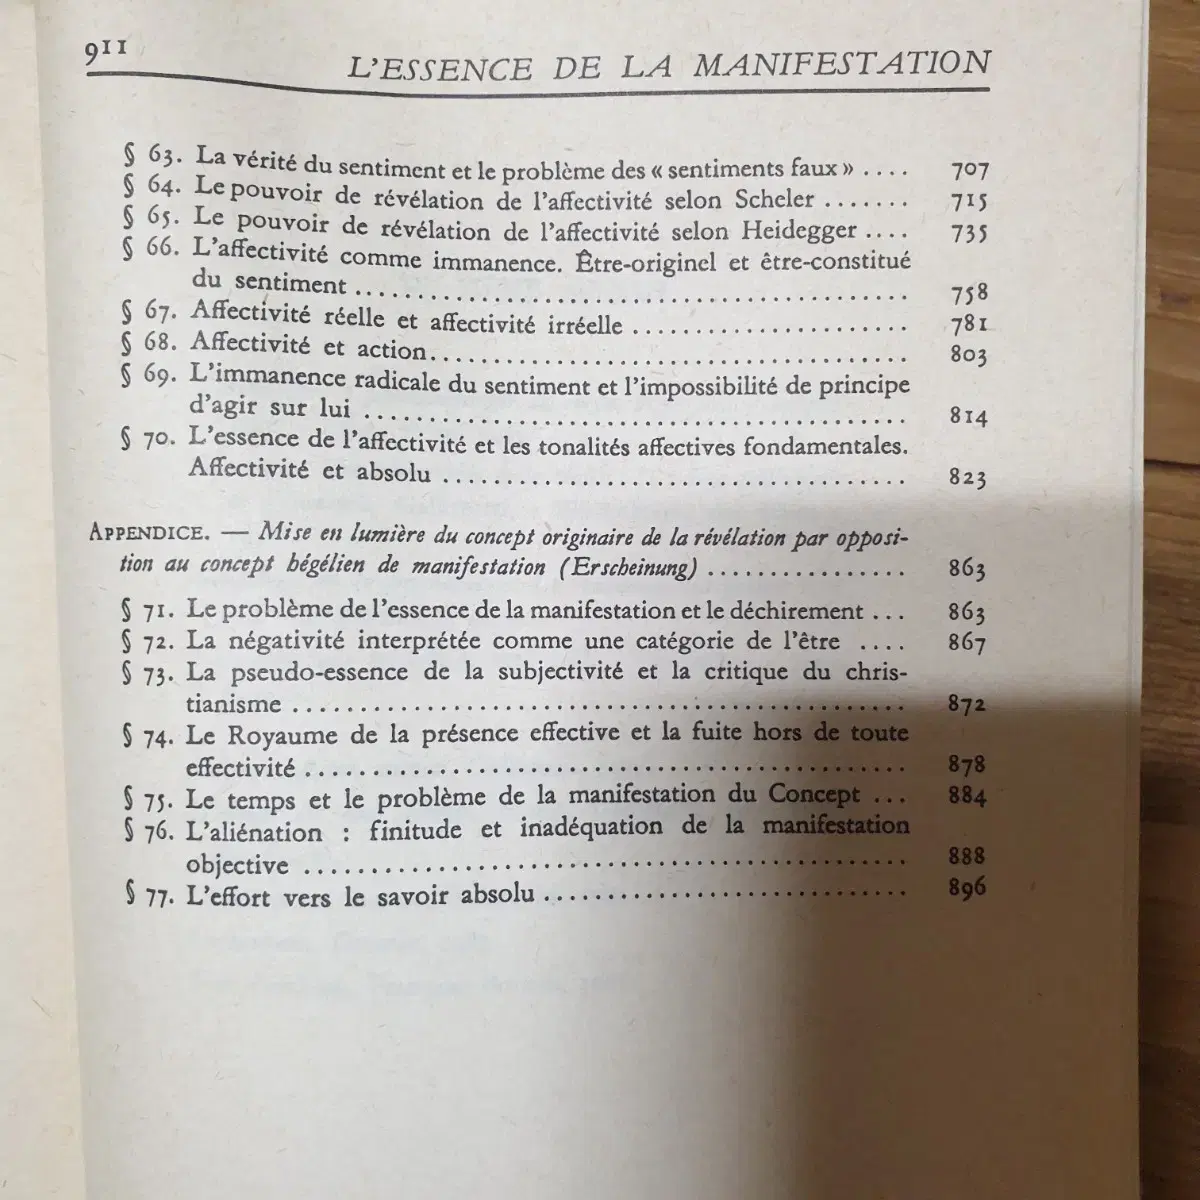 911
L'ESSENCE DE LA MANIFESTATION
§ 63. La vérité du sentiment et le problème des « sentiments faux » .... 707
§ 64. Le pouvoir de révélation de l'affectivité selon Scheler ....... 715
§ 65. Le pouvoir de révélation de l'affectivité selon Heidegger .... 735
§ 66. L'affectivité comme immanence. Être-originel et être-constitué
du sentiment ........................................ 758
§ 67. Affectivité réelle et affectivité irréelle ...................... 781
§ 68. Affectivité et action..................................... 803
§ 69. L'immanence radicale du sentiment et l'impossibilité de principe
d'agir sur lui ........................................ 814
§ 70. L'essence de l'affectivité et les tonalités affectives fondamentales.
Affectivité et absolu .................................. 823
APPENDICE. — Mise en lumière du concept originaire de la révélation par opposi-
tion au concept hégélien de manifestation (Erscheinung) ................ 863
§ 71. Le problème de l'essence de la manifestation et le déchirement ... 863
§ 72. La négativité interprétée comme une catégorie de l'être .... 867
§ 73. La pseudo-essence de la subjectivité et la critique du chris-
tianisme ............................................. 872
§ 74. Le Royaume de la présence effective et la fuite hors de toute
effectivité ............................................ 878
§ 75. Le temps et le problème de la manifestation du Concept ... 884
§ 76. L'aliénation : finitude et inadéquation de la manifestation
objective ............................................ 888
§ 77. L'effort vers le savoir absolu ............................. 896